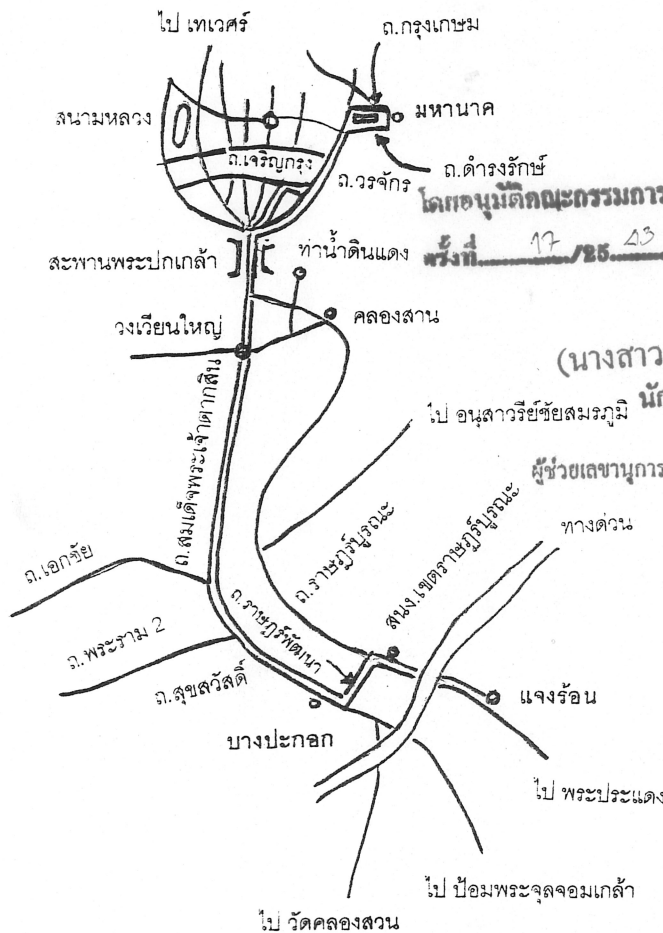 ไป เทเวศร์
ถ.กรุงเกษม
สนามหลวง
มหานาค
ถ.เจริญกรุง
ถ.ดำรงรักษ์
ถ.วรจักร
โดยอนุมัติคณะกรรมการ
สะพานพระปกเกล้า
ท่าน้ำดินแดง
ครั้งที่ 17 /25 43
วงเวียนใหญ่
คลองสาน
(นางสาว
ไป อนุสาวรีย์ชัยสมรภูมิ
นัก
ผู้ช่วยเลขานุการ
ถ.สมเด็จพระเจ้าตากสิน
ทางด่วน
ถ.เอกชัย
ถ.ราษฎร์บูรณะ
สนง.เขตราษฎร์บูรณะ
ถ.พระราม 2
ถ.ราษฎร์พัฒนา
ถ.สุขสวัสดิ์
แจงร้อน
บางปะกอก
ไป พระประแดง
ไป ป้อมพระจุลจอมเกล้า
ไป วัดคลองสวน